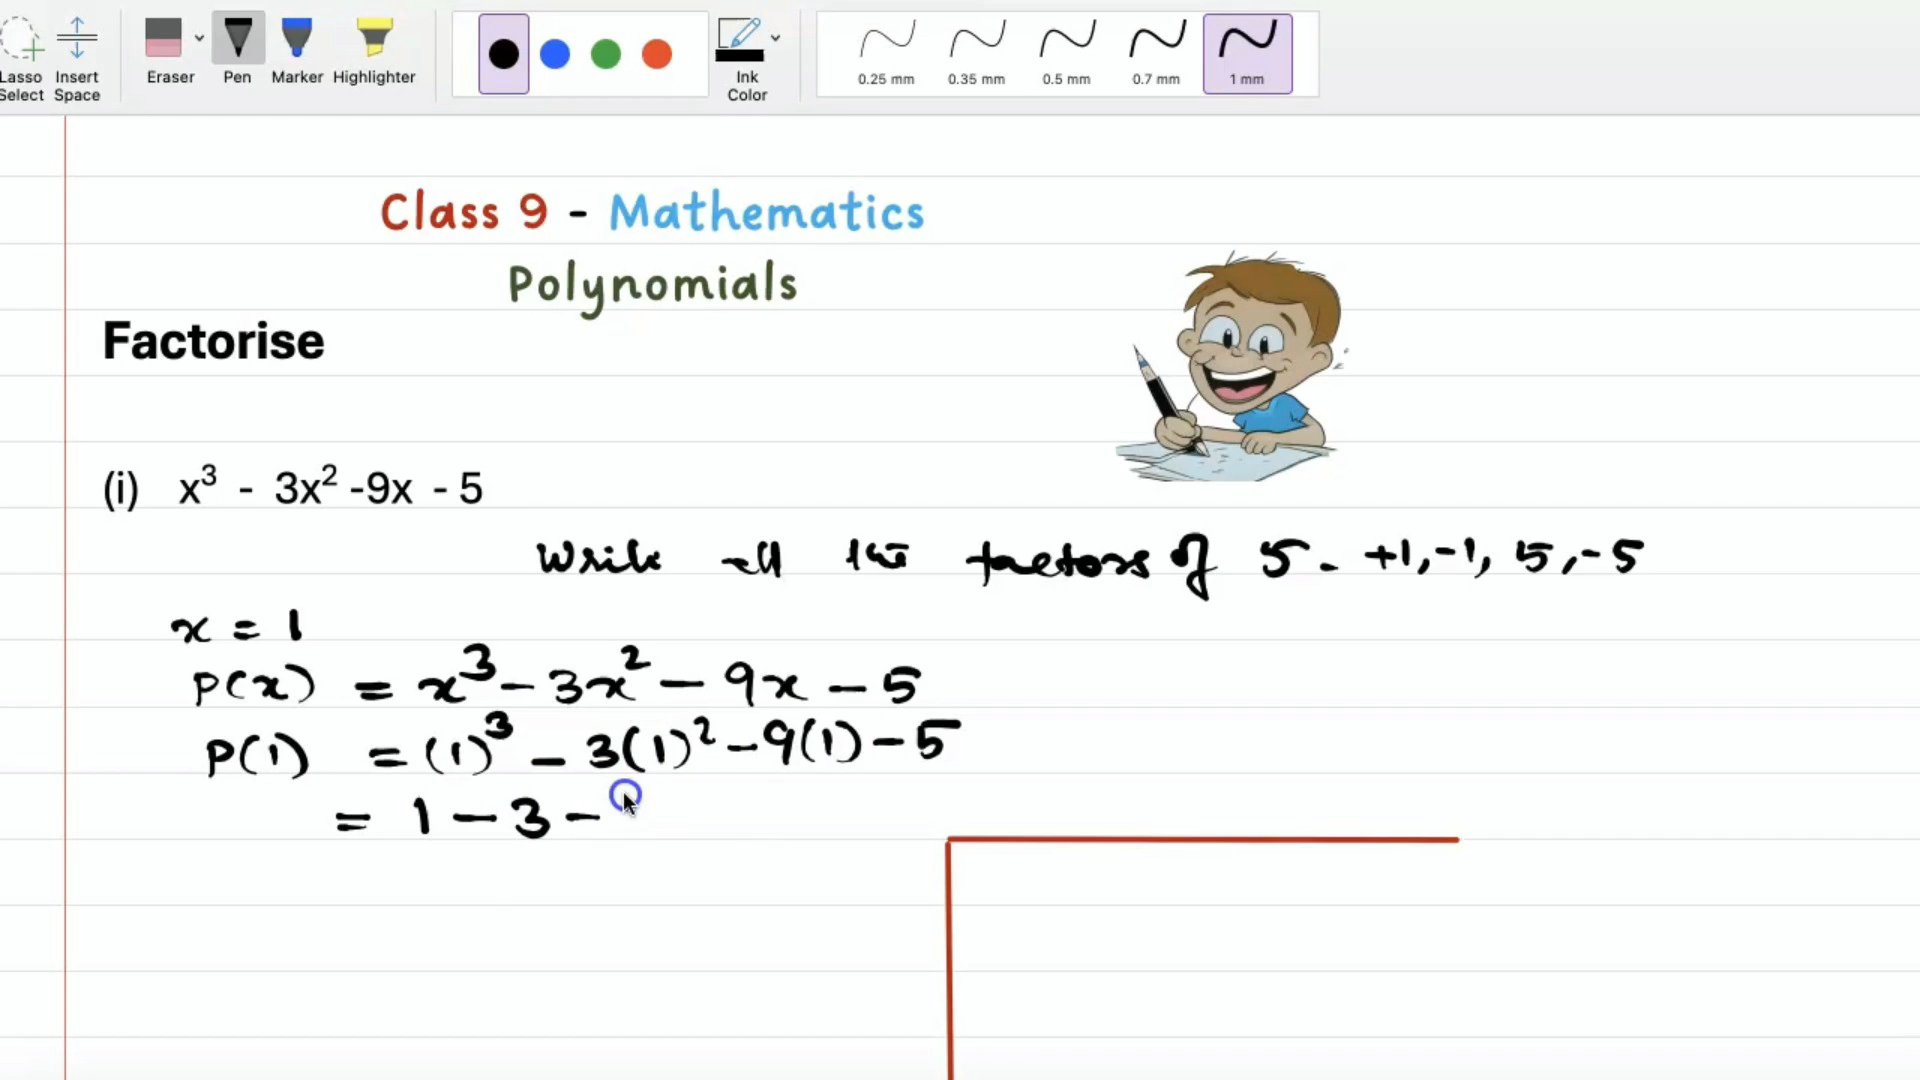 Lasso Select
Insert Space
Eraser
Pen
Marker
Highlighter
Ink Color
0.25 mm
0.35 mm
0.5 mm
0.7 mm
1 mm
Class 9 - Mathematics
Polynomials
Factorise
(i) x³ - 3x² -9x - 5
Write all the factors of 5 - +1, -1, 5, -5
x = 1
P(x) = x³ - 3x² - 9x - 5
P(1) = (1)³ - 3(1)² - 9(1) - 5
= 1 - 3 -